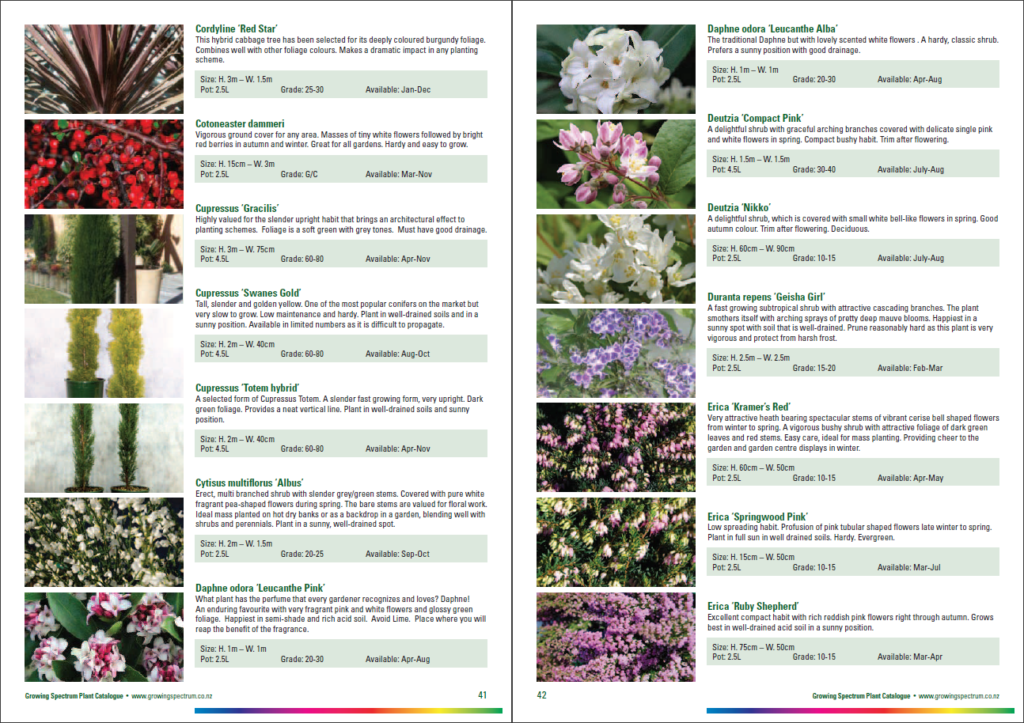 Cordyline 'Red Star'
This hybrid cabbage tree has been selected for its deeply coloured burgundy foliage.
Combines well with other foliage colours. Makes a dramatic impact in any planting
scheme.
Size: H. 3m – W. 1.5m
Pot: 2.5L Grade: 25-30 Available: Jan-Dec
Cotoneaster dammeri
Vigorous ground cover for any area. Masses of tiny white flowers followed by bright
red berries in autumn and winter. Great for all gardens. Hardy and easy to grow.
Size: H. 15cm – W. 3m
Pot: 2.5L Grade: G/C Available: Mar-Nov
Cupressus 'Gracilis'
Highly valued for the slender upright habit that brings an architectural effect to
planting schemes. Foliage is a soft green with grey tones. Must have good drainage.
Size: H. 3m – W. 75cm
Pot: 4.5L Grade: 60-80 Available: Apr-Nov
Cupressus 'Swanes Gold'
Tall, slender and golden yellow. One of the most popular conifers on the market but
very slow to grow. Low maintenance and hardy. Plant in well-drained soils and in a
sunny position. Available in limited numbers as it is difficult to propagate.
Size: H. 2m – W. 40cm
Pot: 4.5L Grade: 60-80 Available: Aug-Oct
Cupressus 'Totem hybrid'
A selected form of Cupressus Totem. A slender fast growing form, very upright. Dark
green foliage. Provides a neat vertical line. Plant in well-drained soils and sunny
position.
Size: H. 2m – W. 40cm
Pot: 4.5L Grade: 60-80 Available: Apr-Nov
Cytisus multiflorus 'Albus'
Erect, multi branched shrub with slender grey/green stems. Covered with pure white
fragrant pea-shaped flowers during spring. The bare stems are valued for floral work.
Ideal mass planted on hot dry banks or as a backdrop in a garden, blending well with
shrubs and perennials. Plant in a sunny, well-drained spot.
Size: H. 2m – W. 1.5m
Pot: 2.5L Grade: 20-25 Available: Sep-Oct
Daphne odora 'Leucanthe Pink'
What plant has the perfume that every gardener recognizes and loves? Daphne!
An enduring favourite with very fragrant pink and white flowers and glossy green
foliage. Happiest in semi-shade and rich acid soil. Avoid Lime. Place where you will
reap the benefit of the fragrance.
Size: H. 1m – W. 1m
Pot: 2.5L Grade: 20-30 Available: Apr-Aug
Growing Spectrum Plant Catalogue • www.growingspectrum.co.nz 41
Daphne odora 'Leucanthe Alba'
The traditional Daphne but with lovely scented white flowers . A hardy, classic shrub.
Prefers a sunny position with good drainage.
Size: H. 1m – W. 1m
Pot: 2.5L Grade: 20-30 Available: Apr-Aug
Deutzia 'Compact Pink'
A delightful shrub with graceful arching branches covered with delicate single pink
and white flowers in spring. Compact bushy habit. Trim after flowering.
Size: H. 1.5m – W. 1.5m
Pot: 4.5L Grade: 30-40 Available: July-Aug
Deutzia 'Nikko'
A delightful shrub, which is covered with small white bell-like flowers in spring. Good
autumn colour. Trim after flowering. Deciduous.
Size: H. 60cm – W. 90cm
Pot: 2.5L Grade: 10-15 Available: July-Aug
Duranta repens 'Geisha Girl'
A fast growing subtropical shrub with attractive cascading branches. The plant
smothers itself with arching sprays of pretty deep mauve blooms. Happiest in a
sunny spot with soil that is well-drained. Prune reasonably hard as this plant is very
vigorous and protect from harsh frost.
Size: H. 2.5m – W. 2.5m
Pot: 2.5L Grade: 15-20 Available: Feb-Mar
Erica 'Kramer's Red'
Very attractive heath bearing spectacular stems of vibrant cerise bell shaped flowers
from winter to spring. A vigorous bushy shrub with attractive foliage of dark green
leaves and red stems. Easy care, ideal for mass planting. Providing cheer to the
garden and garden centre displays in winter.
Size: H. 60cm – W. 50cm
Pot: 2.5L Grade: 10-15 Available: Apr-May
Erica 'Springwood Pink'
Low spreading habit. Profusion of pink tubular shaped flowers late winter to spring.
Plant in full sun in well drained soils. Hardy. Evergreen.
Size: H. 15cm – W. 50cm
Pot: 2.5L Grade: 10-15 Available: Mar-Jul
Erica 'Ruby Shepherd'
Excellent compact habit with rich reddish pink flowers right through autumn. Grows
best in well-drained acid soil in a sunny position.
Size: H. 75cm – W. 50cm
Pot: 2.5L Grade: 10-15 Available: Mar-Apr
42 Growing Spectrum Plant Catalogue • www.growingspectrum.co.nz